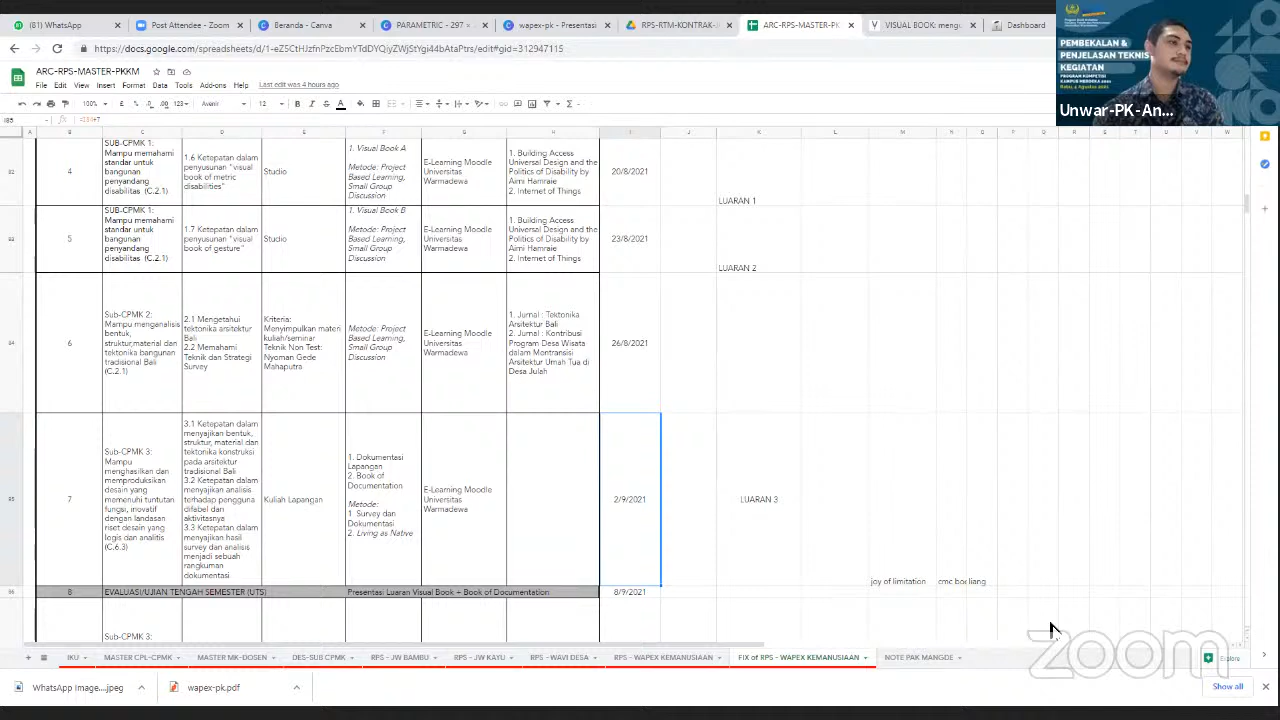 (81) WhatsApp
Post Attendee - Zoom
Beranda - Canva
PARAMETRIC - 297
wapex-pk-presentasi
RPS-RTM-KONTRAK-
ARC-RPS-MASTER-PK
VISUAL BOOK: mengu
Dashboard
ARC-RPS-MASTER-PKKM
File Edit View Insert Format Data Tools Add-ons Help Last edit was 4 hours ago
100%
12
PEMBEKALAN &
PENJELASAN TEKNIS
KEGIATAN
PROGRAM KOMPETISI
KAMPUS MERDEKA 2021
Unwar-PK-An...
4
SUB-CPMK 1:
Mampu memahami
standar untuk
bangunan
penyandang
disabilitas (C.2.1)
1.6 Ketepatan dalam
penyusunan "visual
book of metric
disabilities"
Studio
1. Visual Book A
Metode: Project
Based Learning,
Small Group
Discussion
E-Learning Moodle
Universitas
Warmadewa
1. Building Access
Universal Design and the
Politics of Disability by
Aimi Hamraie
2. Internet of Things
20/8/2021
LUARAN 1
5
SUB-CPMK 1:
Mampu memahami
standar untuk
bangunan
penyandang
disabilitas (C.2.1)
1.7 Ketepatan dalam
penyusunan "visual
book of gesture"
Studio
1. Visual Book B
Metode: Project
Based Learning,
Small Group
Discussion
E-Learning Moodle
Universitas
Warmadewa
1. Building Access
Universal Design and the
Politics of Disability by
Aimi Hamraie
2. Internet of Things
23/8/2021
LUARAN 2
6
Sub-CPMK 2:
Mampu menganalisis
bentuk,
struktur,material dan
tektonika bangunan
tradisional Bali
(C.2.1)
2.1 Mengetahui
tektonika arsitektur
Bali
2.2 Memahami
Teknik dan Strategi
Survey
Kriteria:
Menyimpulkan materi
kuliah/seminar
Teknik Non Test:
Nyoman Gede
Mahaputra
Metode: Project
Based Learning,
Small Group
Discussion
E-Learning Moodle
Universitas
Warmadewa
1. Jurnal : Tektonika
Arsitektur Bali
2. Jurnal : Kontribusi
Program Desa Wisata
dalam Montransisi
Arsitektur Umah Tua di
Desa Julah
26/8/2021
7
Sub-CPMK 3:
Mampu
menghasilkan dan
memproduksikan
desain yang
memenuhi tuntutan
fungsi, inovatif
dengan landasan
riset desain yang
logis dan analitis
(C.6.3)
3.1 Ketepatan dalam
menyajikan bentuk,
struktur, material dan
tektonika konstruksi
pada arsitektur
tradisional Bali
3.2 Ketepatan dalam
menyajikan analisis
terhadap pengguna
difabel dan
aktivitasnya
3.3 Ketepatan dalam
menyajikan hasil
survey dan analisis
menjadi sebuah
rangkuman
dokumentasi
Kuliah Lapangan
1. Dokumentasi
Lapangan
2. Book of
Documentation
Metode:
1. Survey dan
Dokumentasi
2. Living as Native
E-Learning Moodle
Universitas
Warmadewa
2/9/2021
LUARAN 3
joy of limitation cmc boe liang
8 EVALUASI/UJIAN TENGAH SEMESTER (UTS) Presentasi Luaran Visual Book + Book of Documentation 8/9/2021
Sub-CPMK 3:
IKU
MASTER CPL-CPMK
MASTER MK-DOSEN
DES-SUB CPMK
RPS - JW BAMBU
RPS - JW KAYU
RPS -WAVI DESA
RPS - WAPEX KEMANUSIAAN
FIX of RPS - WAPEX KEMANUSIAAN
NOTE PAK MANGDE
Explore
zoom
WhatsApp Image....jpeg
wapex-pk.pdf
Show all